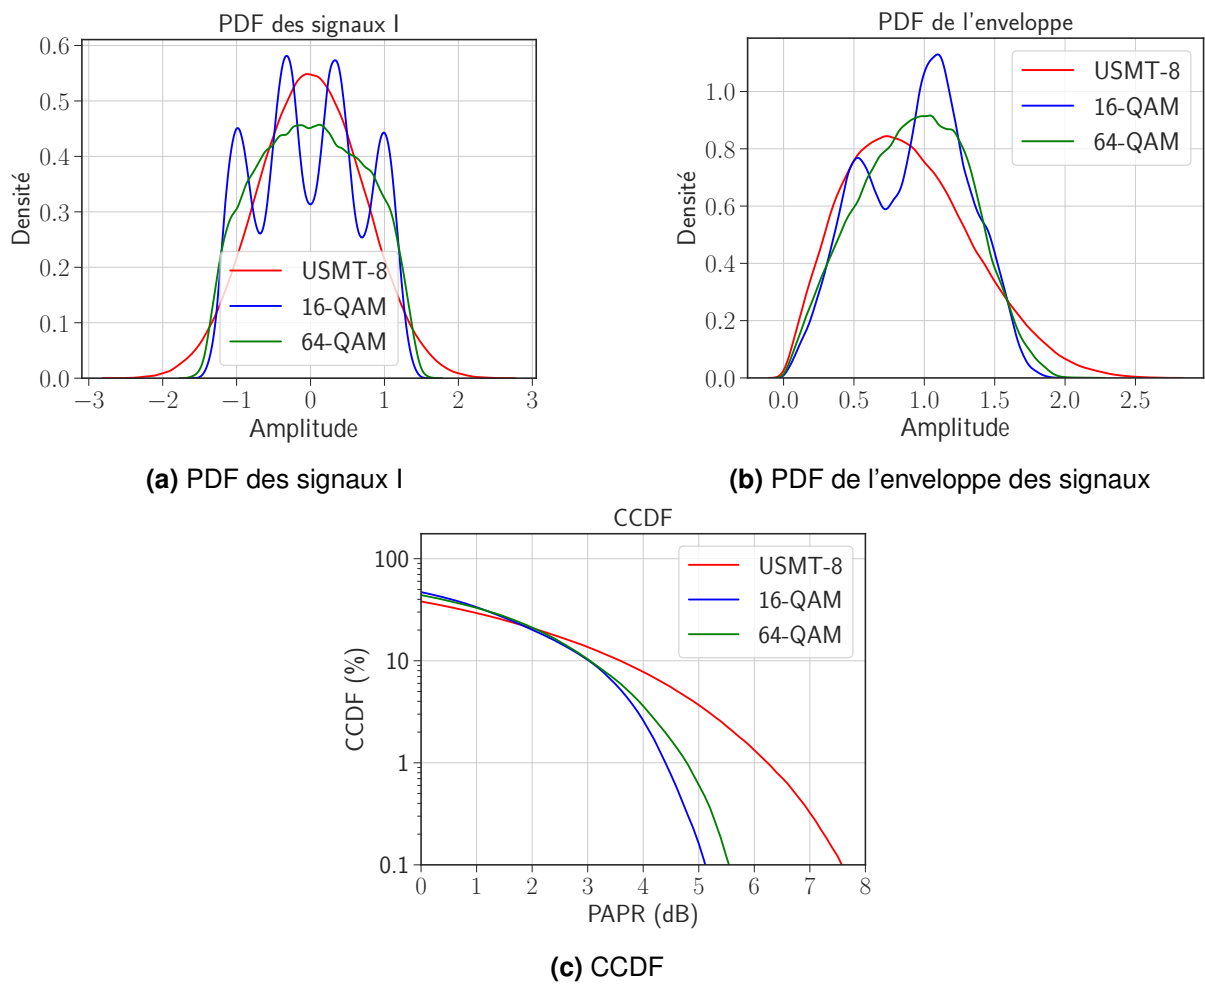 PDF des signaux I
Densité
0.6
0.5
0.4
0.3
0.2
0.1
0.0
USMT-8
16-QAM
64-QAM
−3 −2 −1 0 1 2 3
Amplitude
(a) PDF des signaux I
PDF de l'enveloppe
Densité
1.0
0.8
0.6
0.4
0.2
0.0
USMT-8
16-QAM
64-QAM
0.0 0.5 1.0 1.5 2.0 2.5
Amplitude
(b) PDF de l'enveloppe des signaux
CCDF
CCDF (%)
100
10
1
0.1
USMT-8
16-QAM
64-QAM
0 1 2 3 4 5 6 7 8
PAPR (dB)
(c) CCDF